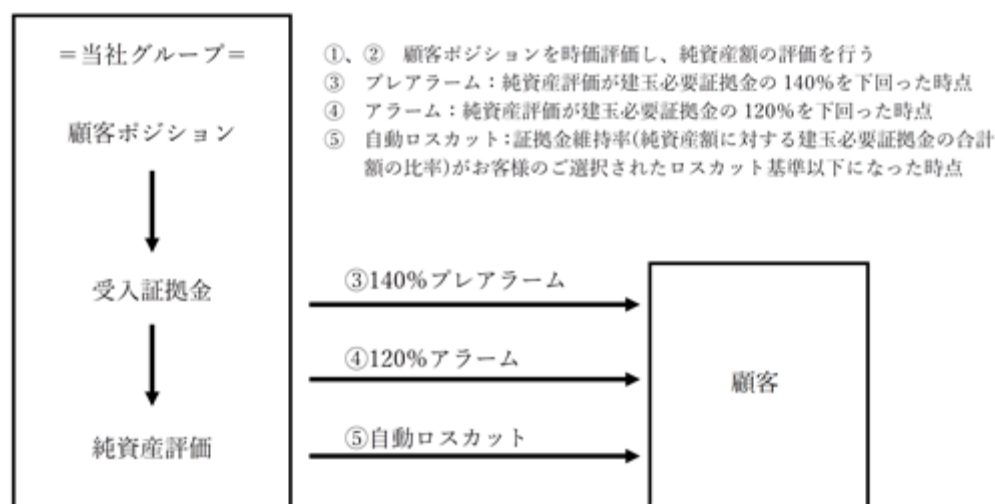 ＝当社グループ＝
顧客ポジション
受入証拠金
純資産評価
①、②　顧客ポジションを時価評価し、純資産額の評価を行う
③　プレアラーム：純資産評価が建玉必要証拠金の 140％を下回った時点
④　アラーム：純資産評価が建玉必要証拠金の 120％を下回った時点
⑤　自動ロスカット：証拠金維持率(純資産額に対する建玉必要証拠金の合計
額の比率)がお客様のご選択されたロスカット基準以下になった時点
③140％プレアラーム
④120％アラーム
⑤自動ロスカット
顧客